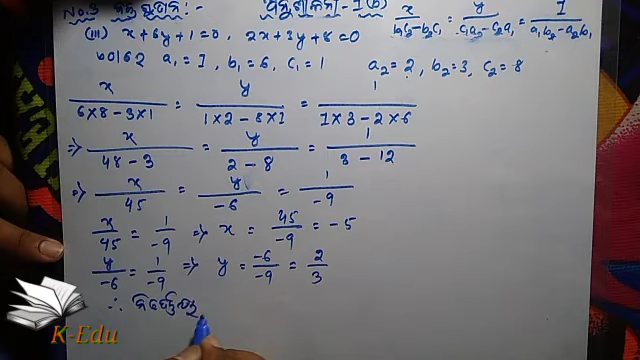 No.3 ବଜ୍ର ଗୁଣନ :- ଅନୁଶୀଳନୀ - 1(b) x/(b₁c₂-b₂c₁) = y/(c₁a₂-c₂a₁) = 1/(a₁b₂-a₂b₁)
(iii) x+6y+1=0, 2x+3y+8=0
ଏଠାରେ a₁=1, b₁=6, c₁=1 a₂=2, b₂=3, c₂=8
x/(6×8-3×1) = y/(1×2-8×1) = 1/(1×3-2×6)
⇒ x/(48-3) = y/(2-8) = 1/(3-12)
⇒ x/45 = y/-6 = 1/-9
x/45 = 1/-9 ⇒ x = 45/-9 = -5
y/-6 = 1/-9 ⇒ y = -6/-9 = 2/3
∴
K-Edu